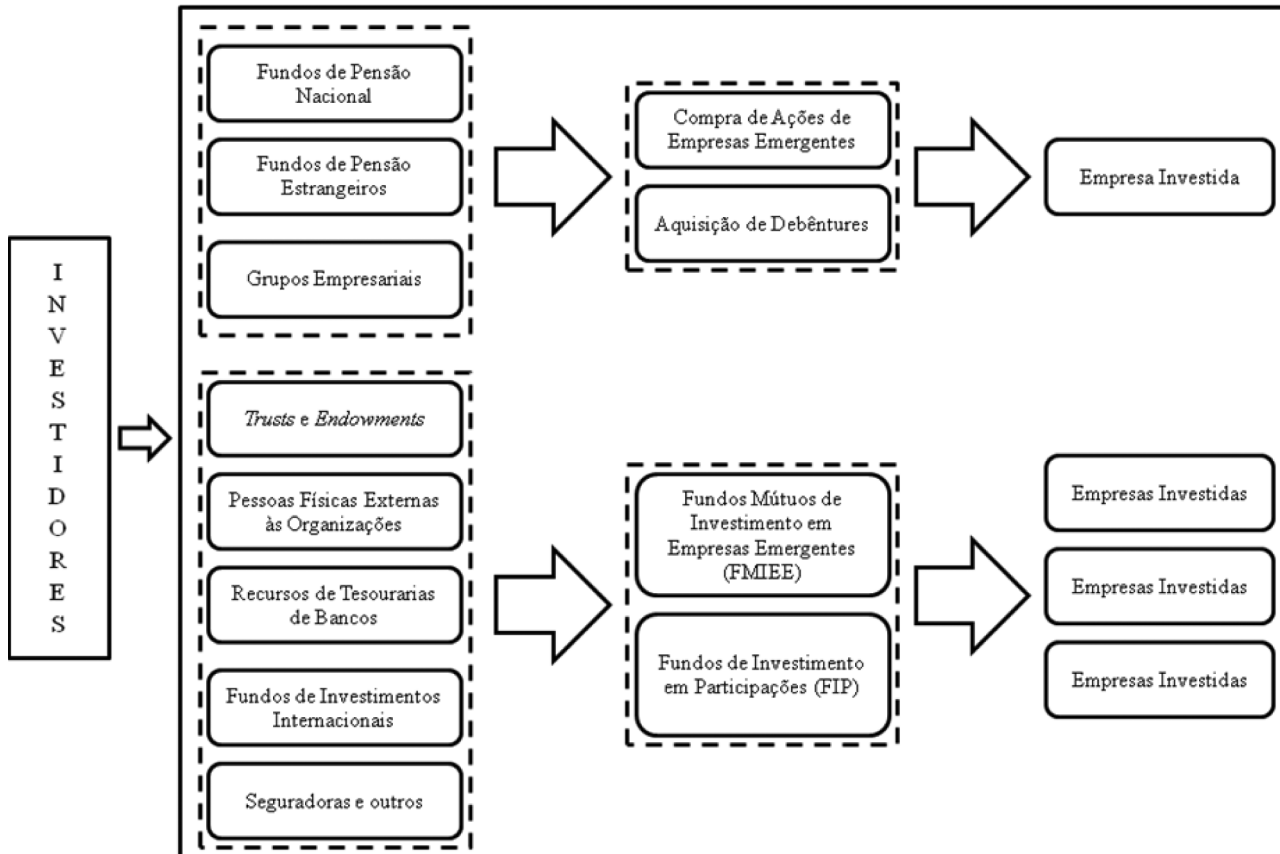 INVESTIDORES
Fundos de Pensão
Nacional
Fundos de Pensão
Estrangeiros
Grupos Empresariais
Compra de Ações de
Empresas Emergentes
Aquisição de Debêntures
Empresa Investida
Trusts e Endowments
Pessoas Físicas Externas
às Organizações
Recursos de Tesourarias
de Bancos
Fundos de Investimentos
Internacionais
Seguradoras e outros
Fundos Mútuos de
Investimento em
Empresas Emergentes
(FMIEE)
Fundos de Investimento
em Participações (FIP)
Empresas Investidas
Empresas Investidas
Empresas Investidas